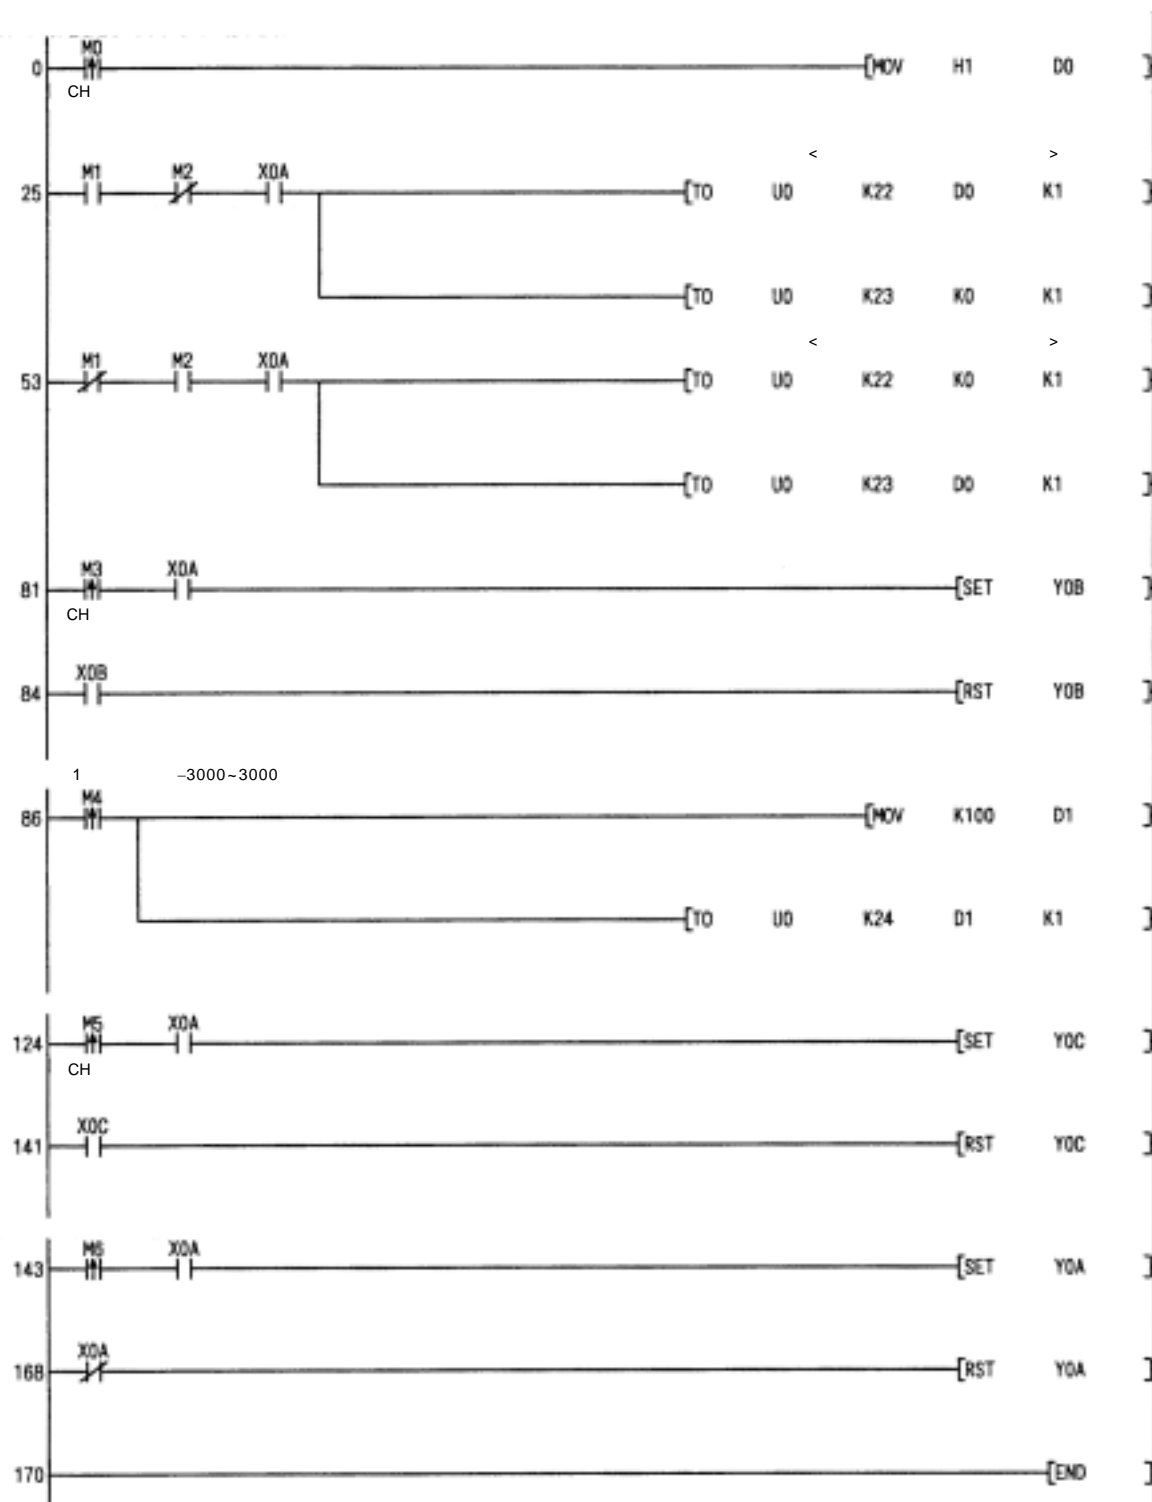 M0
0 [MOV H1 D0 ]
CH
< >
M1 M2 X0A
25 [TO U0 K22 D0 K1 ]
[TO U0 K23 K0 K1 ]
< >
M1 M2 X0A
53 [TO U0 K22 K0 K1 ]
[TO U0 K23 D0 K1 ]
M3 X0A
81 [SET Y0B ]
CH
X0B
84 [RST Y0B ]
1 –3000~3000
M4
86 [MOV K100 D1 ]
[TO U0 K24 D1 K1 ]
M5 X0A
124 [SET Y0C ]
CH
X0C
141 [RST Y0C ]
M6 X0A
143 [SET Y0A ]
X0A
168 [RST Y0A ]
170 [END ]